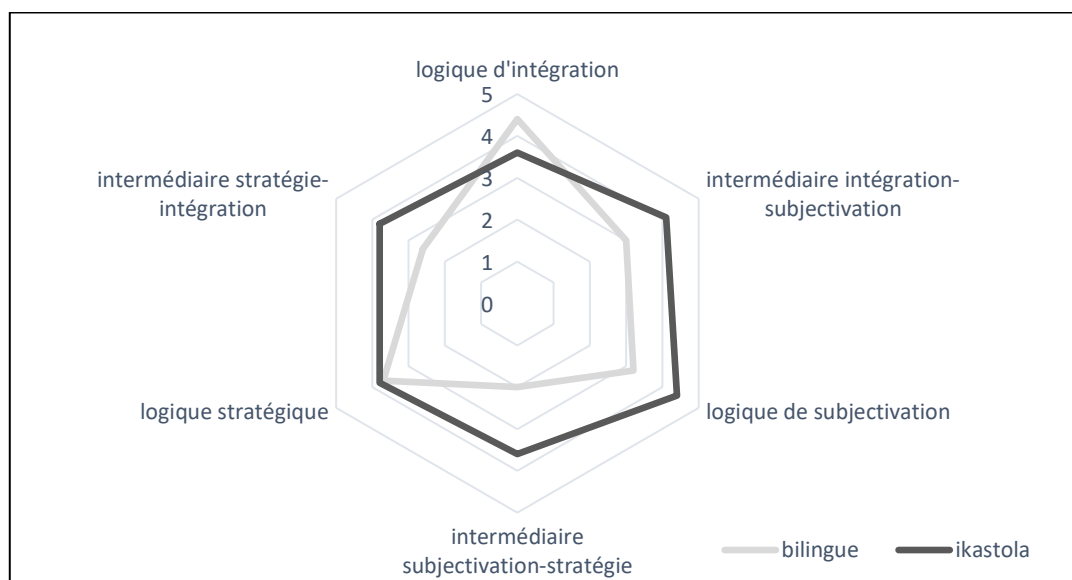 logique d'intégration
5
4
3
2
1
0
intermédiaire stratégie-
intégration
intermédiaire intégration-
subjectivation
logique stratégique
logique de subjectivation
intermédiaire
subjectivation-stratégie
bilingue
ikastola